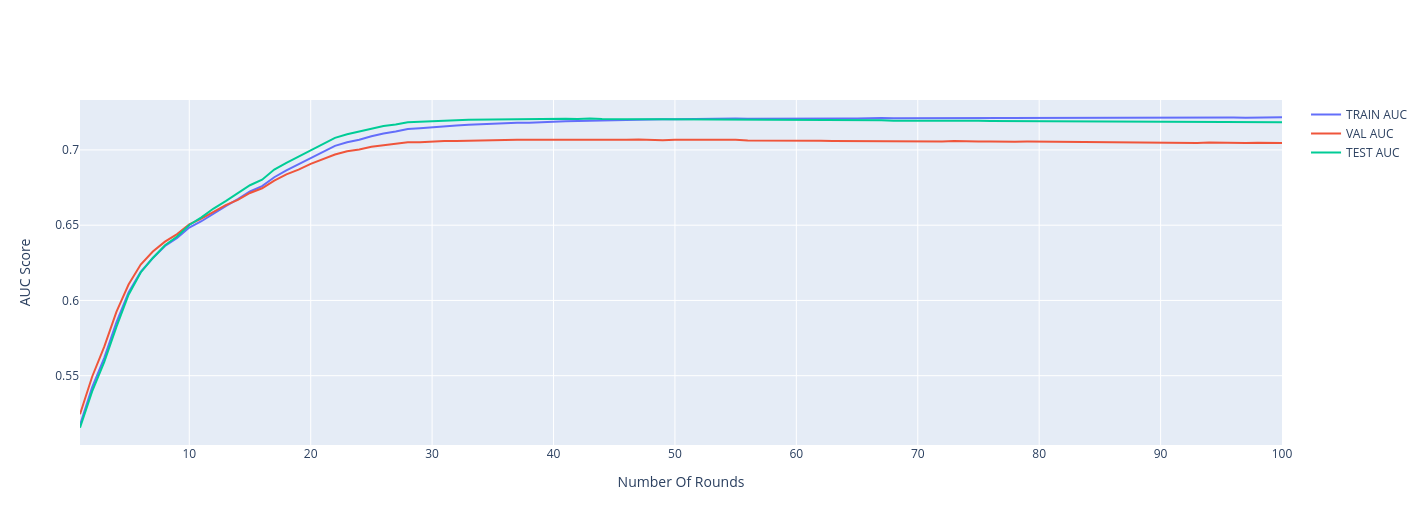 TRAIN AUC
VAL AUC
TEST AUC
0.7
0.65
0.6
0.55
AUC Score
10 20 30 40 50 60 70 80 90 100
Number Of Rounds